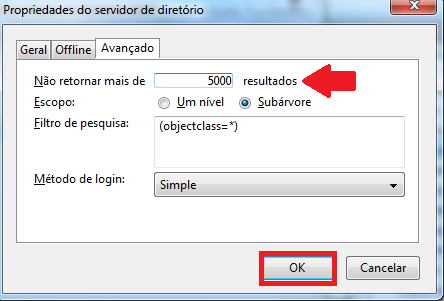 Propriedades do servidor de diretório
Geral Offline Avançado
Não retornar mais de 5000 resultados
Escopo: Um nível Subárvore
Filtro de pesquisa: (objectclass=*)
Método de login: Simple
OK Cancelar